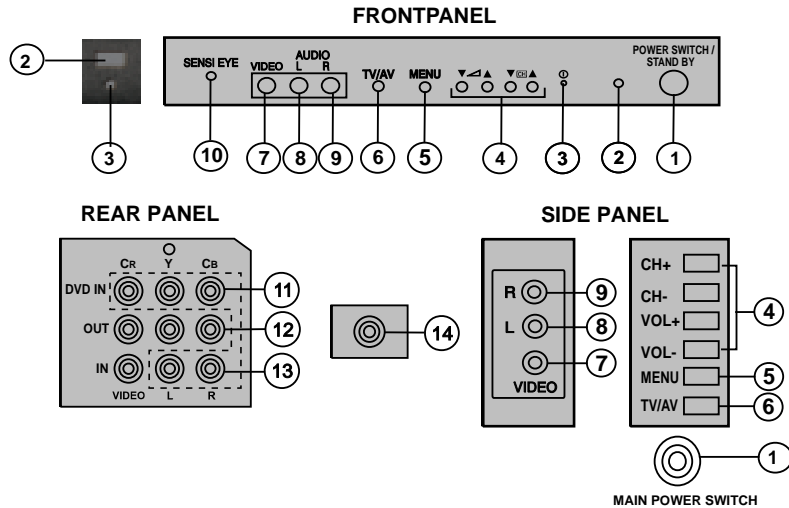 FRONTPANEL
2
3
SENSI EYE
VIDEO
AUDIO
L R
TV/AV
MENU
▼ ▲ ▼ CH ▲
POWER SWITCH /
STAND BY
10 7 8 9 6 5 4 3 2 1
REAR PANEL
CR Y CB
DVD IN
OUT
IN
VIDEO L R
11
12
13
14
SIDE PANEL
R
L
VIDEO
9
8
7
CH+
CH-
VOL+
VOL-
MENU
TV/AV
4
5
6
1
MAIN POWER SWITCH